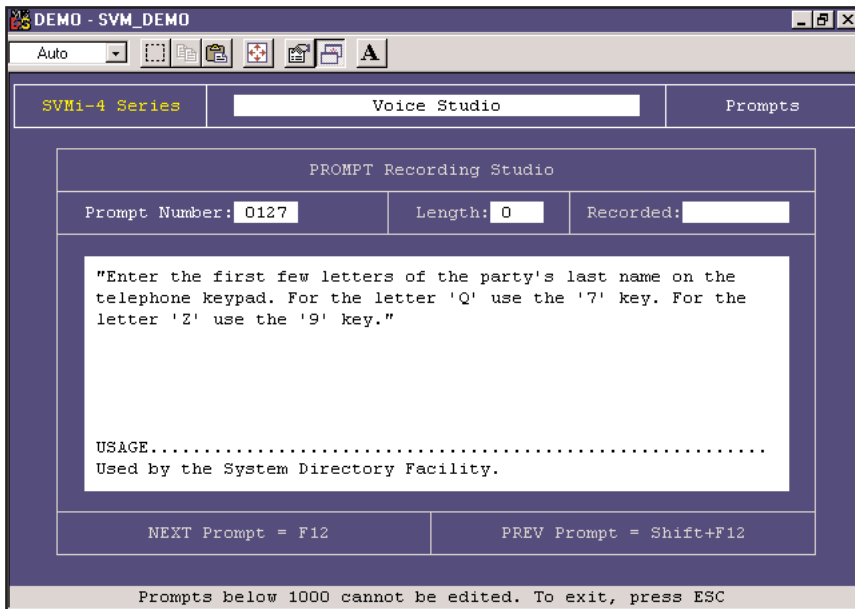 DEMO - SVM_DEMO
Auto
A
SVMi-4 Series Voice Studio Prompts
PROMPT Recording Studio
Prompt Number: 0127 Length: 0 Recorded:
"Enter the first few letters of the party's last name on the
telephone keypad. For the letter 'Q' use the '7' key. For the
letter 'Z' use the '9' key."
USAGE.........................................................
Used by the System Directory Facility.
NEXT Prompt = F12 PREV Prompt = Shift+F12
Prompts below 1000 cannot be edited. To exit, press ESC